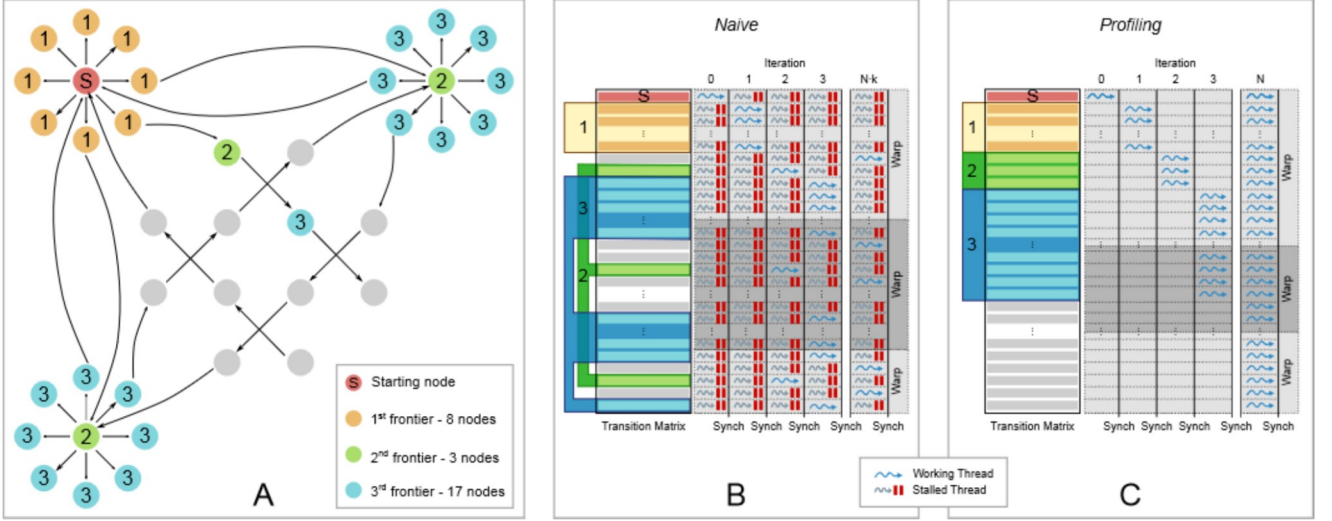 1
1 1
1 S 1
1 1
1
3
3 3
3 2 3
3 3
3
2
3
3
3 3
3 2 3
3 3
3
S Starting node
1st frontier - 8 nodes
2nd frontier - 3 nodes
3rd frontier - 17 nodes
A
Naive
Iteration
0 1 2 3 N-k
S
1
3
2
Warp
Warp
Warp
Transition Matrix
Synch Synch Synch Synch Synch
B
Profiling
Iteration
0 1 2 3 N
S
1
2
3
Warp
Warp
Warp
Transition Matrix
Synch Synch Synch Synch Synch
C
Working Thread
Stalled Thread